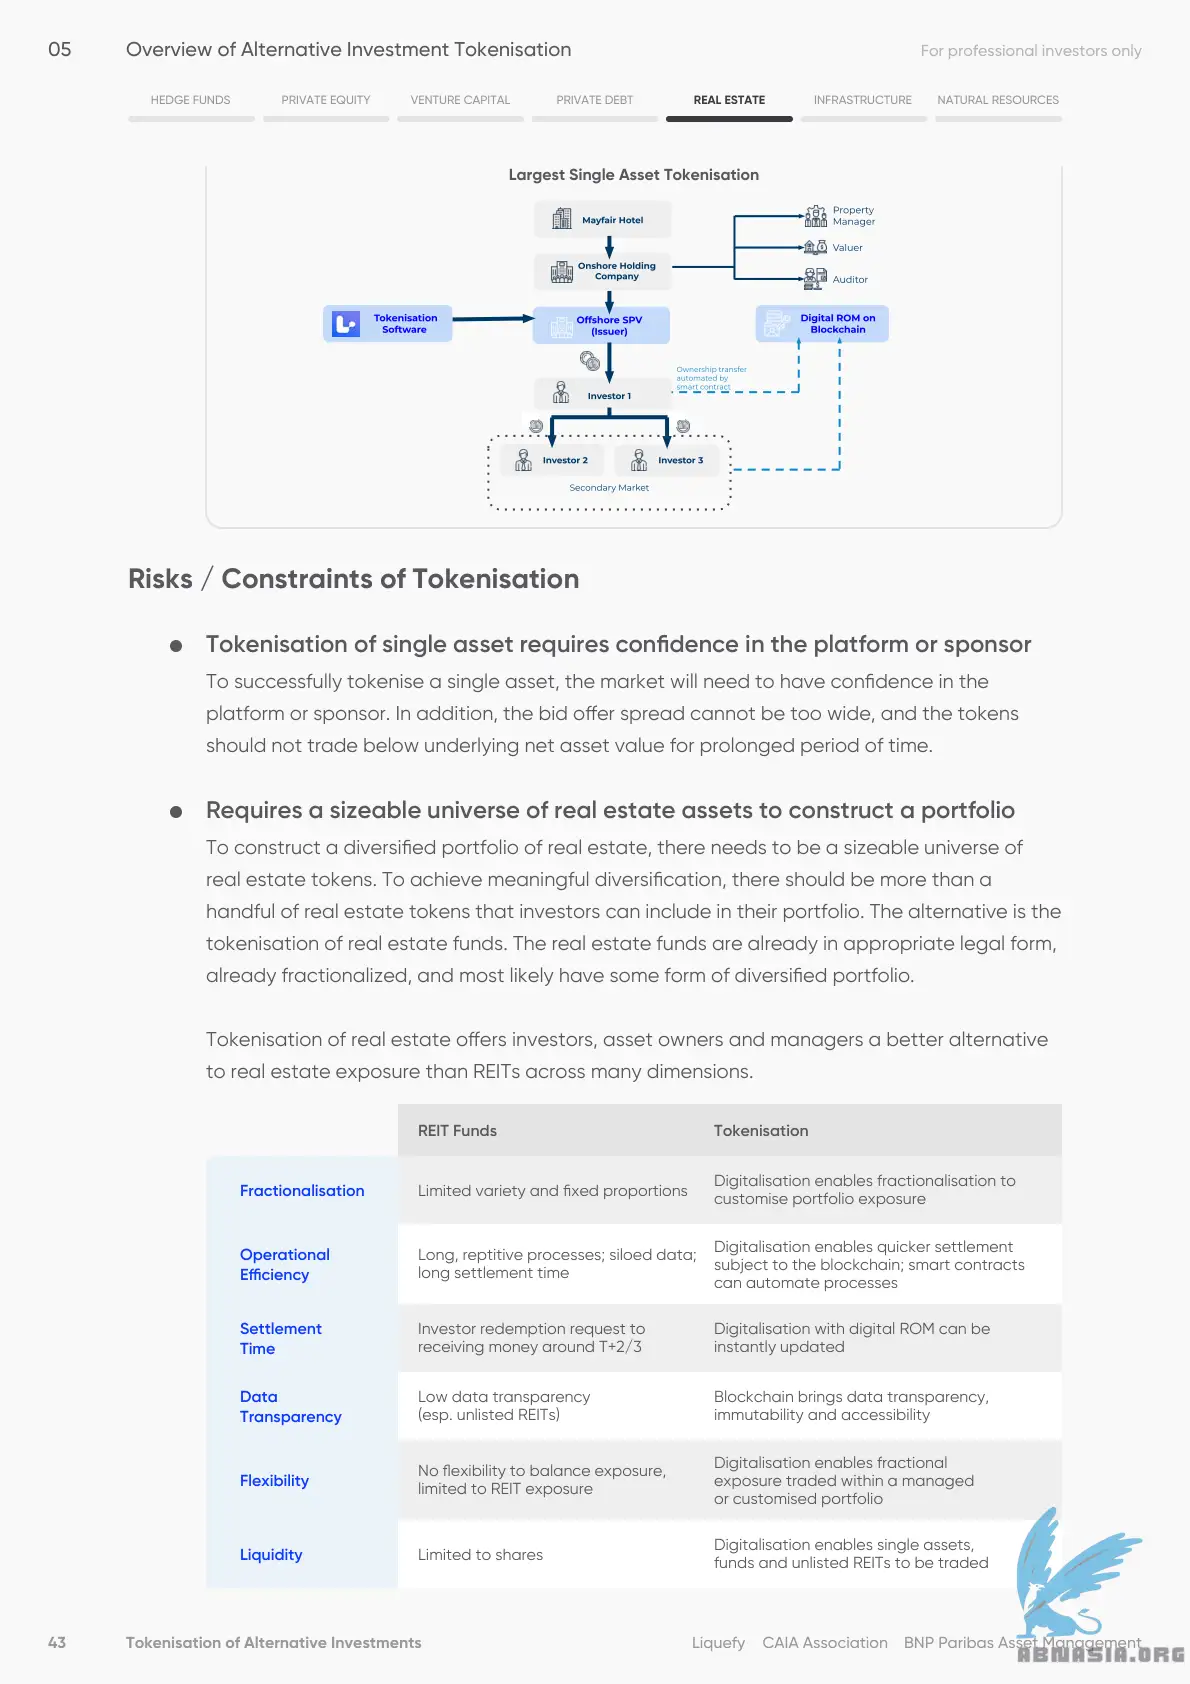 05 Overview of Alternative Investment Tokenisation For professional investors only
HEDGE FUNDS PRIVATE EQUITY VENTURE CAPITAL PRIVATE DEBT REAL ESTATE INFRASTRUCTURE NATURAL RESOURCES
Largest Single Asset Tokenisation
Mayfair Hotel
Property
Manager
Onshore Holding
Company
Valuer
Auditor
Tokenisation
Software
Offshore SPV
(Issuer)
Digital ROM on
Blockchain
Ownership transfer
automated by
smart contract
Investor 1
Investor 2
Investor 3
Secondary Market
Risks / Constraints of Tokenisation
Tokenisation of single asset requires confidence in the platform or sponsor
To successfully tokenise a single asset, the market will need to have confidence in the
platform or sponsor. In addition, the bid offer spread cannot be too wide, and the tokens
should not trade below underlying net asset value for prolonged period of time.
Requires a sizeable universe of real estate assets to construct a portfolio
To construct a diversified portfolio of real estate, there needs to be a sizeable universe of
real estate tokens. To achieve meaningful diversification, there should be more than a
handful of real estate tokens that investors can include in their portfolio. The alternative is the
tokenisation of real estate funds. The real estate funds are already in appropriate legal form,
already fractionalized, and most likely have some form of diversified portfolio.
Tokenisation of real estate offers investors, asset owners and managers a better alternative
to real estate exposure than REITs across many dimensions.
REIT Funds Tokenisation
Fractionalisation
Limited variety and fixed proportions
Digitalisation enables fractionalisation to
customise portfolio exposure
Operational
Efficiency
Long, reptitive processes; siloed data;
long settlement time
Digitalisation enables quicker settlement
subject to the blockchain; smart contracts
can automate processes
Settlement
Time
Investor redemption request to
receiving money around T+2/3
Digitalisation with digital ROM can be
instantly updated
Data
Transparency
Low data transparency
(esp. unlisted REITs)
Blockchain brings data transparency,
immutability and accessibility
Flexibility
No flexibility to balance exposure,
limited to REIT exposure
Digitalisation enables fractional
exposure traded within a managed
or customised portfolio
Liquidity
Limited to shares
Digitalisation enables single assets,
funds and unlisted REITs to be traded
43 Tokenisation of Alternative Investments Liquefy CAIA Association BNP Paribas Asset Management
ABMASIA.ORG